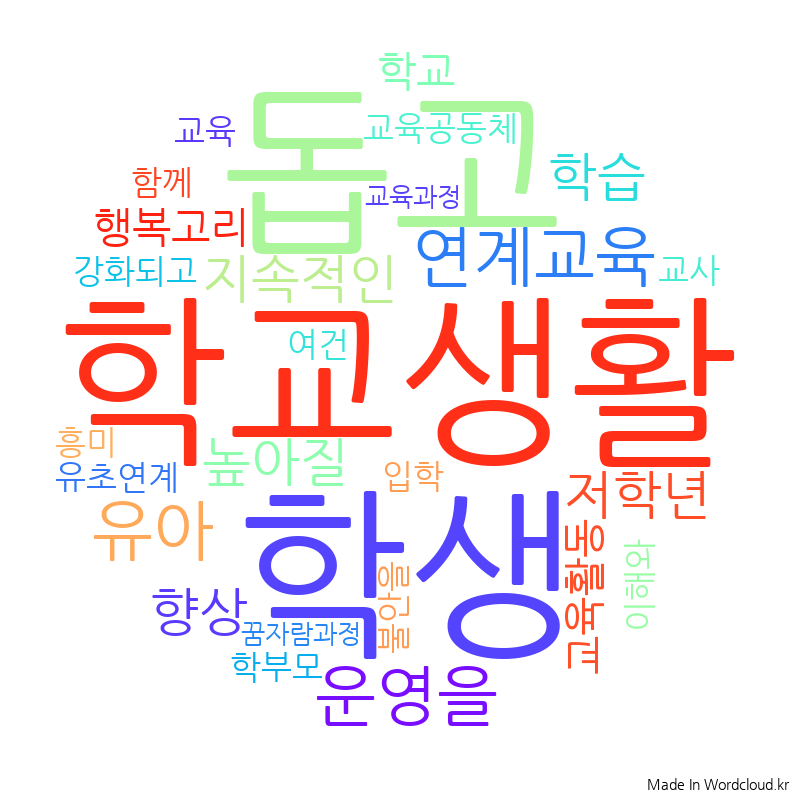 학교
교육
교육공동체
돕고
함께
교육과정
학습
행복고리
연계교육
강화되고
지속적인
교사
학교생활
여건
흥미
높아질
유초연계
입학
저학년
유아
학생
교육활동
이해와
불안을
향상
꿈자람과정
학부모
운영을
Made In Wordcloud.kr